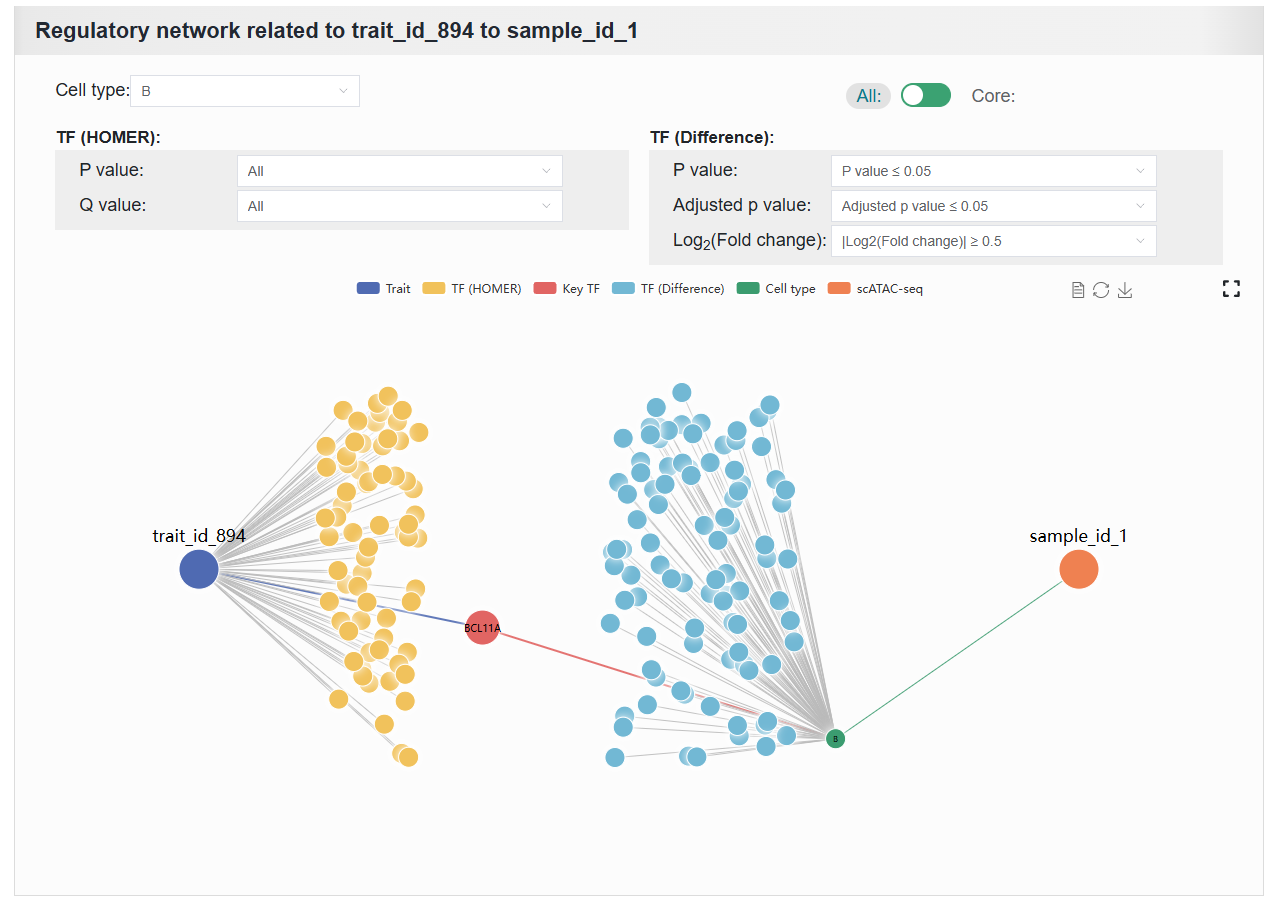 Regulatory network related to trait_id_894 to sample_id_1
Cell type: B
All: Core:
TF (HOMER):
P value: All
Q value: All
TF (Difference):
P value: P value ≤ 0.05
Adjusted p value: Adjusted p value ≤ 0.05
Log2(Fold change): |Log2(Fold change)| ≥ 0.5
Trait TF (HOMER) Key TF TF (Difference) Cell type scATAC-seq
trait_id_894
sample_id_1
BCL11A
B